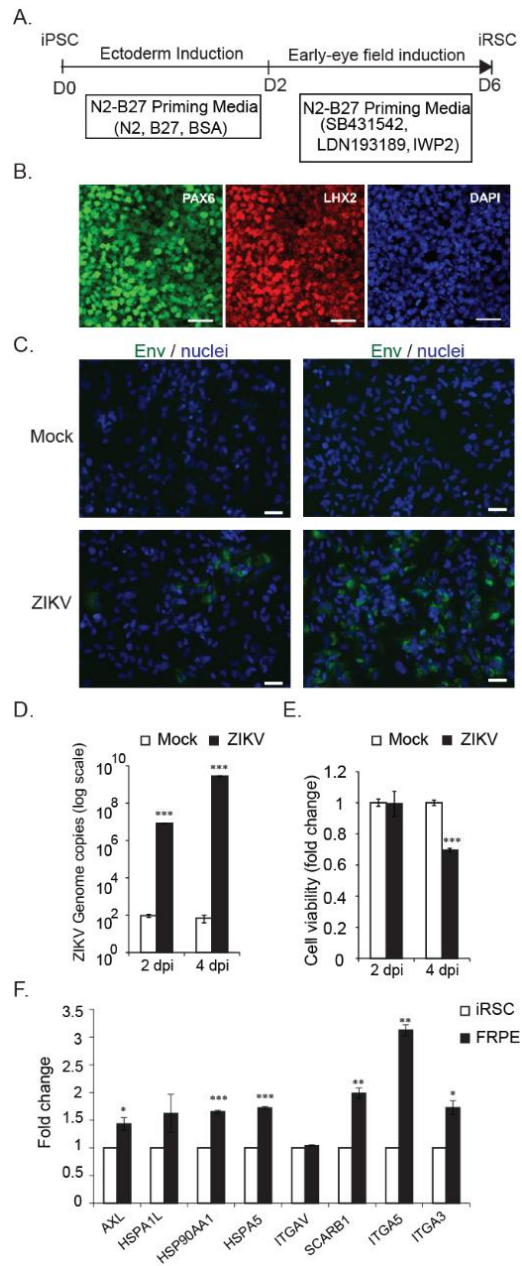 A.
iPSC
Ectoderm Induction
Early-eye field induction
iRSC
D0
D2
D6
N2-B27 Priming Media
(N2, B27, BSA)
N2-B27 Priming Media
(SB431542,
LDN193189, IWP2)
B.
PAX6
LHX2
DAPI
C.
Env / nuclei
Env / nuclei
Mock
ZIKV
D.
Mock
ZIKV
ZIKV Genome copies (log scale)
10^10
10^8
10^6
10^4
10^2
10^0
***
***
2 dpi
4 dpi
E.
Mock
ZIKV
Cell viability (fold change)
1.2
1
0.8
0.6
0.4
0.2
0
***
2 dpi
4 dpi
F.
iRSC
FRPE
Fold change
3.5
3
2.5
2
1.5
1
0.5
0
*
***
***
**
**
*
AXL
HSPA1L
HSP90AA1
HSPA5
ITGAV
SCARB1
ITGA5
ITGA3